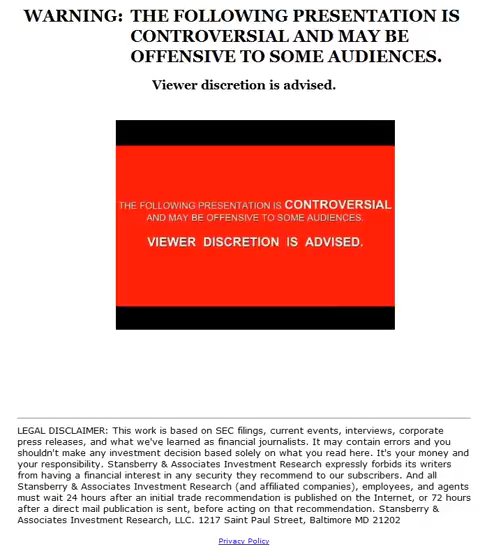 WARNING: THE FOLLOWING PRESENTATION IS
CONTROVERSIAL AND MAY BE
OFFENSIVE TO SOME AUDIENCES.
Viewer discretion is advised.
THE FOLLOWING PRESENTATION IS CONTROVERSIAL
AND MAY BE OFFENSIVE TO SOME AUDIENCES.
VIEWER DISCRETION IS ADVISED.
LEGAL DISCLAIMER: This work is based on SEC filings, current events, interviews, corporate
press releases, and what we've learned as financial journalists. It may contain errors and you
shouldn't make any investment decision based solely on what you read here. It's your money and
your responsibility. Stansberry & Associates Investment Research expressly forbids its writers
from having a financial interest in any security they recommend to our subscribers. And all
Stansberry & Associates Investment Research (and affiliated companies), employees, and agents
must wait 24 hours after an initial trade recommendation is published on the Internet, or 72 hours
after a direct mail publication is sent, before acting on that recommendation. Stansberry &
Associates Investment Research, LLC. 1217 Saint Paul Street, Baltimore MD 21202
Privacy Policy